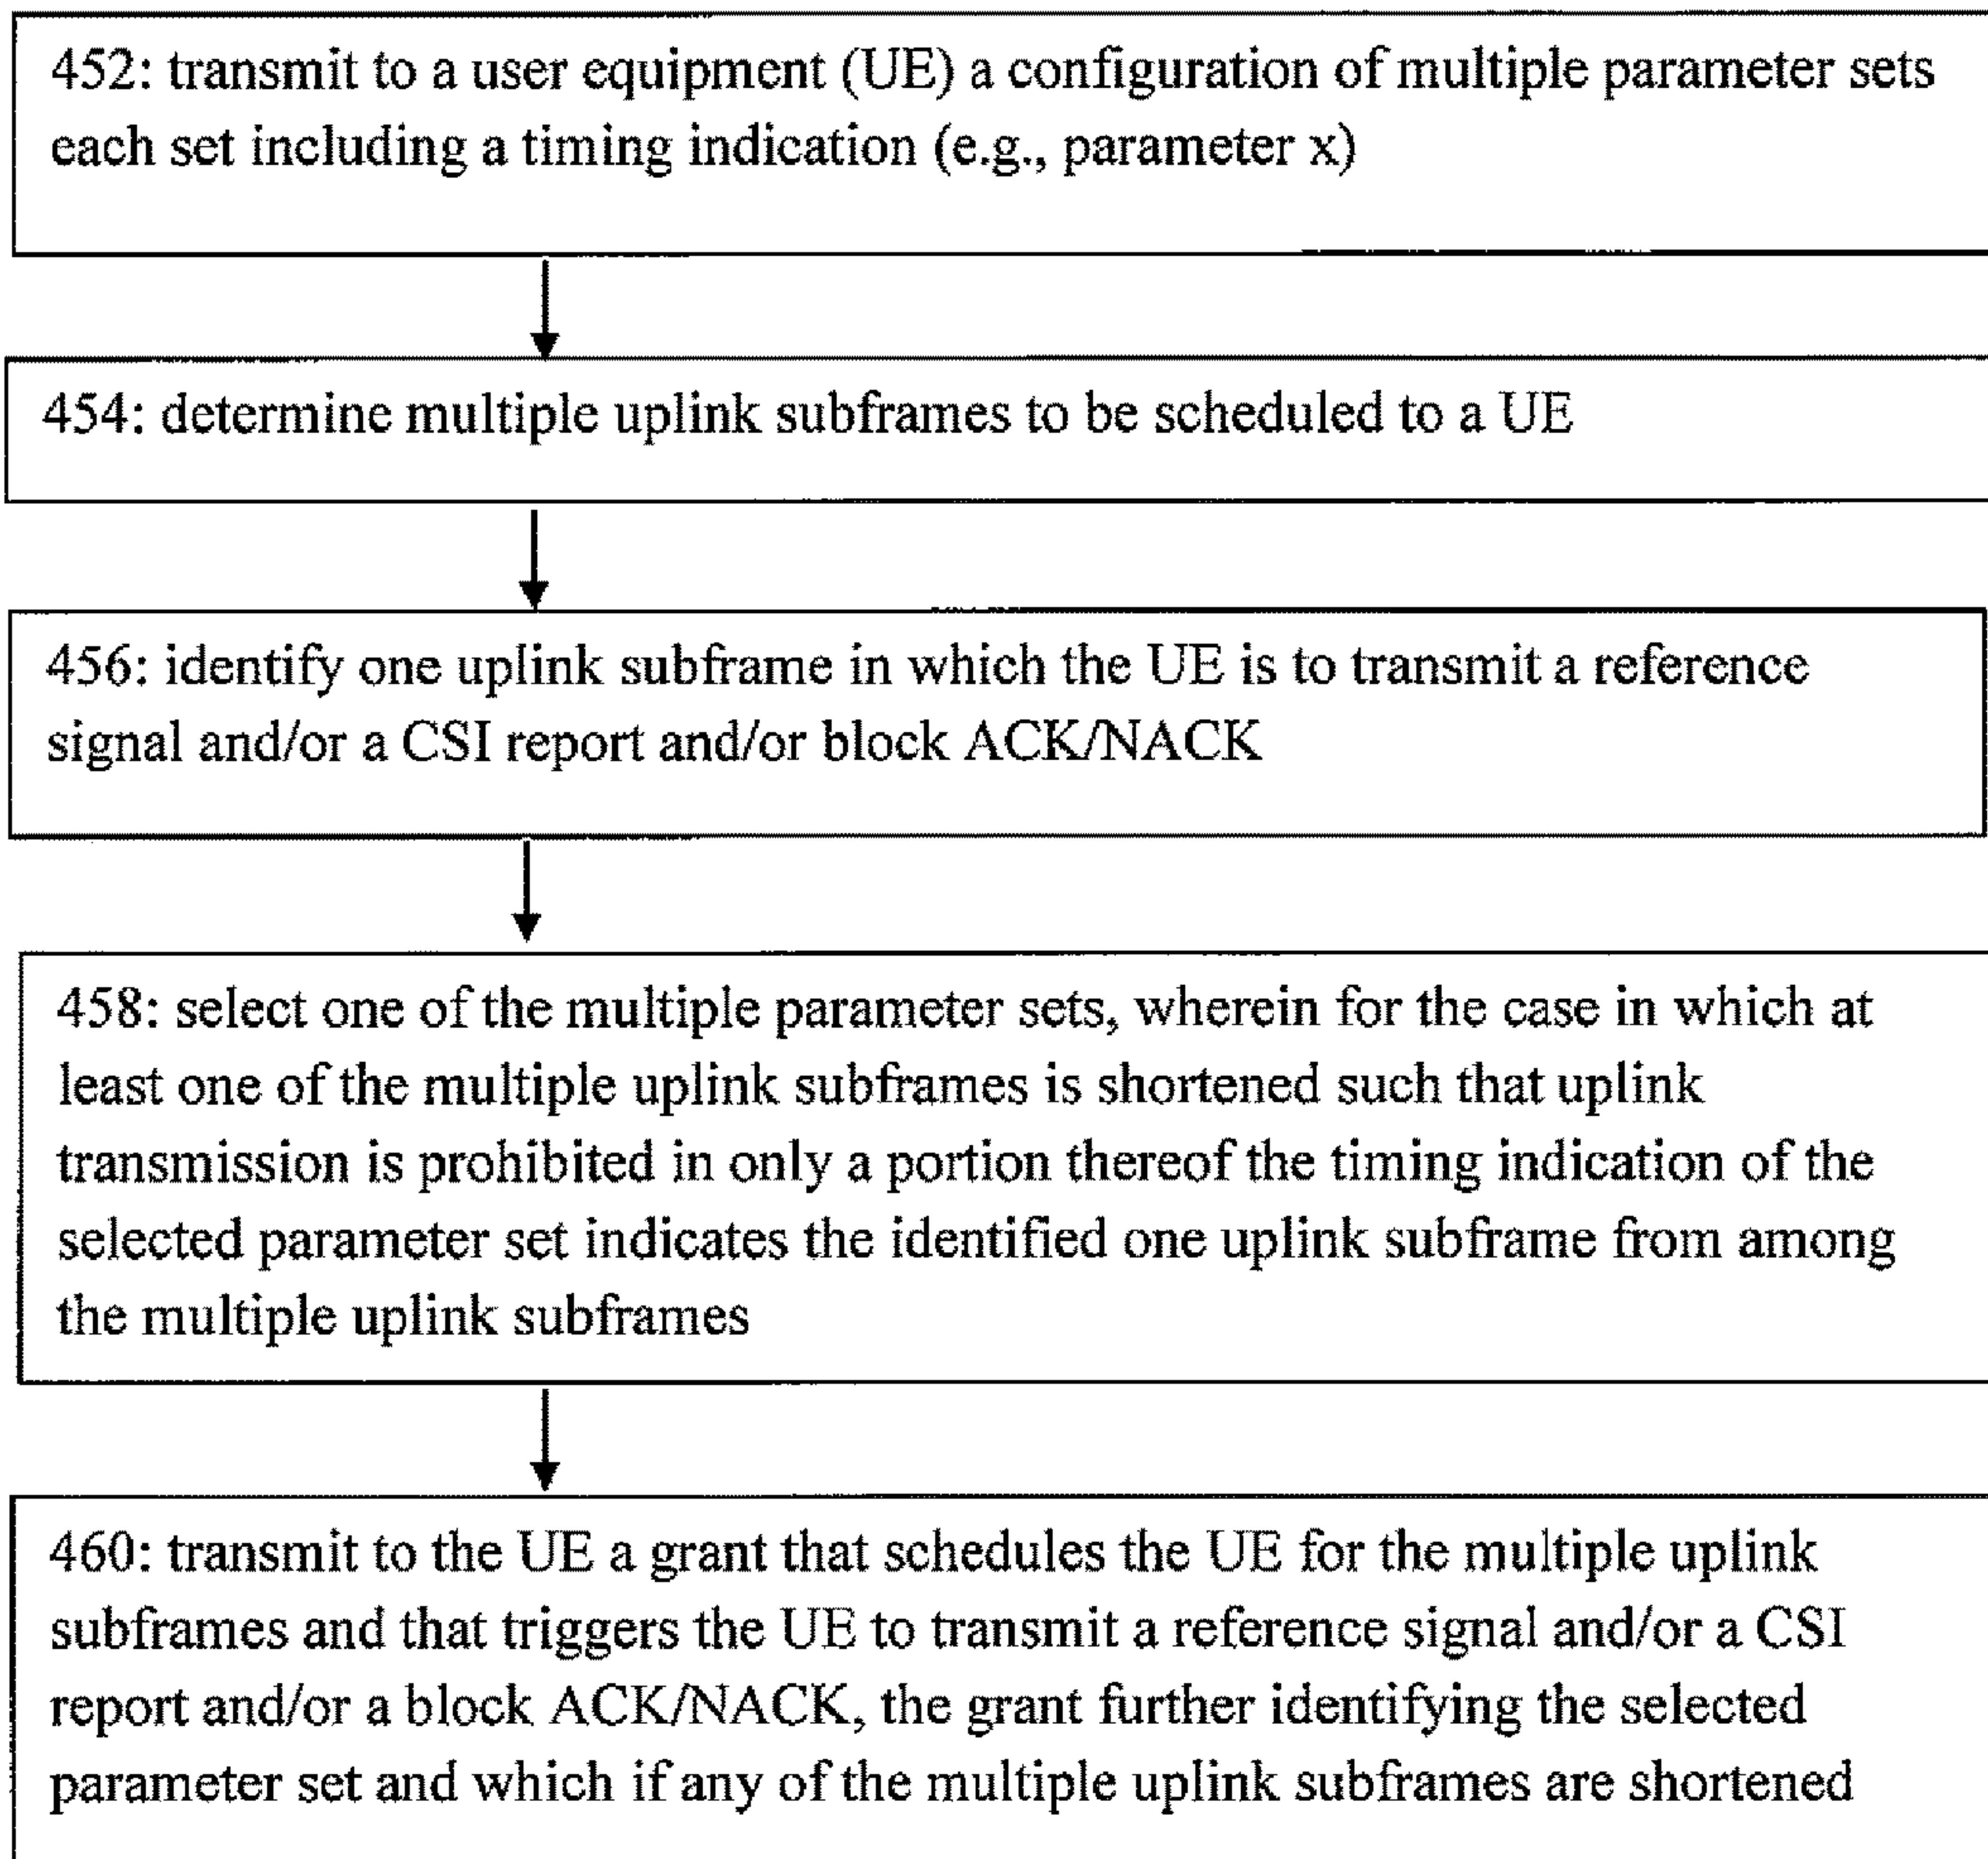 452: transmit to a user equipment (UE) a configuration of multiple parameter sets
each set including a timing indication (e.g., parameter x)
454: determine multiple uplink subframes to be scheduled to a UE
456: identify one uplink subframe in which the UE is to transmit a reference
signal and/or a CSI report and/or block ACK/NACK
458: select one of the multiple parameter sets, wherein for the case in which at
least one of the multiple uplink subframes is shortened such that uplink
transmission is prohibited in only a portion thereof the timing indication of the
selected parameter set indicates the identified one uplink subframe from among
the multiple uplink subframes
460: transmit to the UE a grant that schedules the UE for the multiple uplink
subframes and that triggers the UE to transmit a reference signal and/or a CSI
report and/or a block ACK/NACK, the grant further identifying the selected
parameter set and which if any of the multiple uplink subframes are shortened